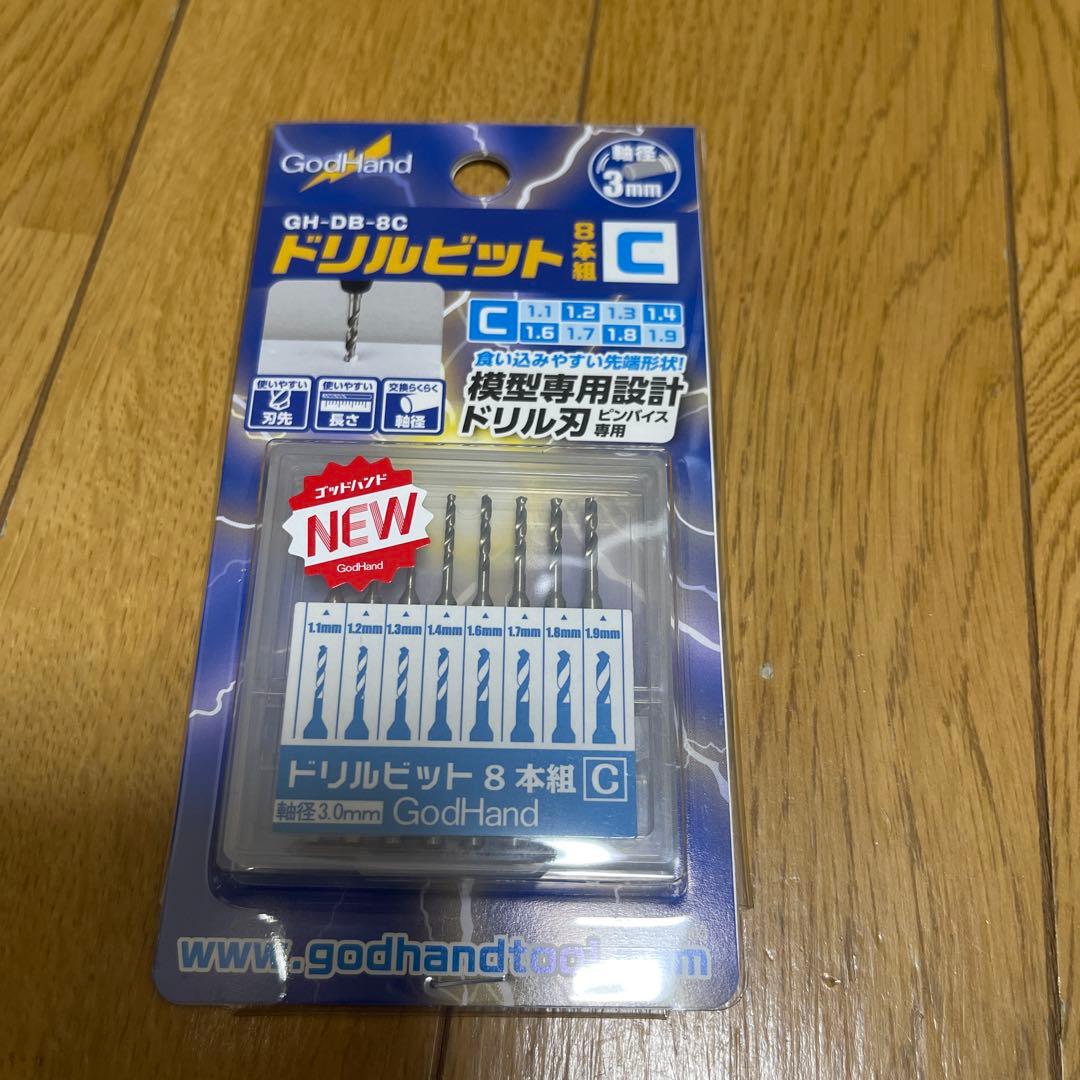 GodHand
軸径
3mm
GH-DB-8C
ドリルビット
8本組
C
C
1.1 1.2 1.3 1.4
1.6 1.7 1.8 1.9
食い込みやすい先端形状!
模型専用設計
ドリル刃 ピンバイス専用
使いやすい
刃先
使いやすい
長さ
交換らくらく
軸径
ゴッドハンド
NEW
GodHand
1.1mm 1.2mm 1.3mm 1.4mm 1.6mm 1.7mm 1.8mm 1.9mm
ドリルビット 8本組 C
軸径3.0mm GodHand
www.godhandtool.com